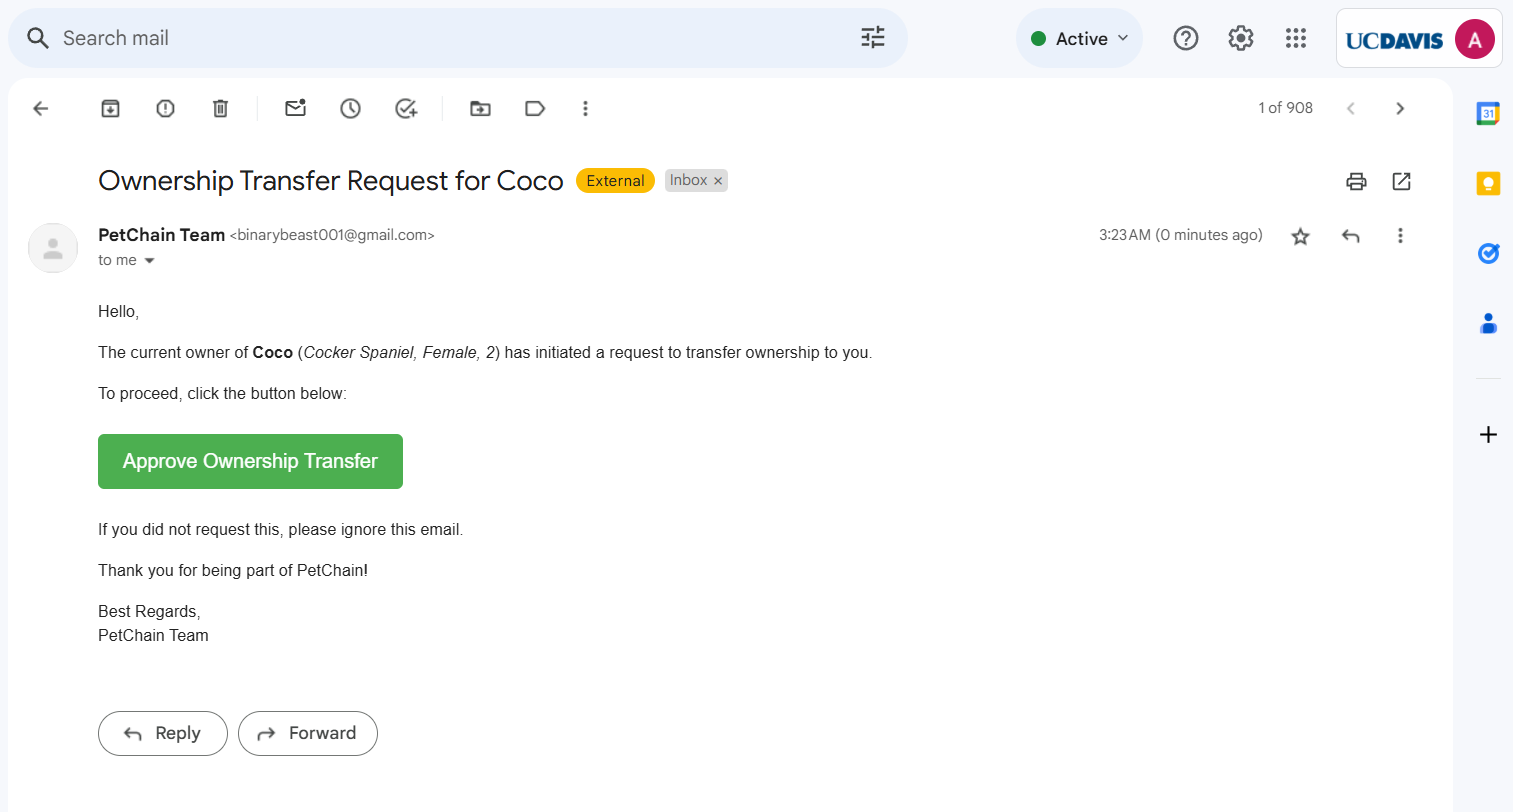 Search mail
Active
UCDAVIS
A
1 of 908
31
Ownership Transfer Request for Coco External Inbox ×
PetChain Team <binarybeast001@gmail.com>
3:23 AM (0 minutes ago)
to me
Hello,
The current owner of Coco (Cocker Spaniel, Female, 2) has initiated a request to transfer ownership to you.
To proceed, click the button below:
Approve Ownership Transfer
If you did not request this, please ignore this email.
Thank you for being part of PetChain!
Best Regards,
PetChain Team
Reply
Forward